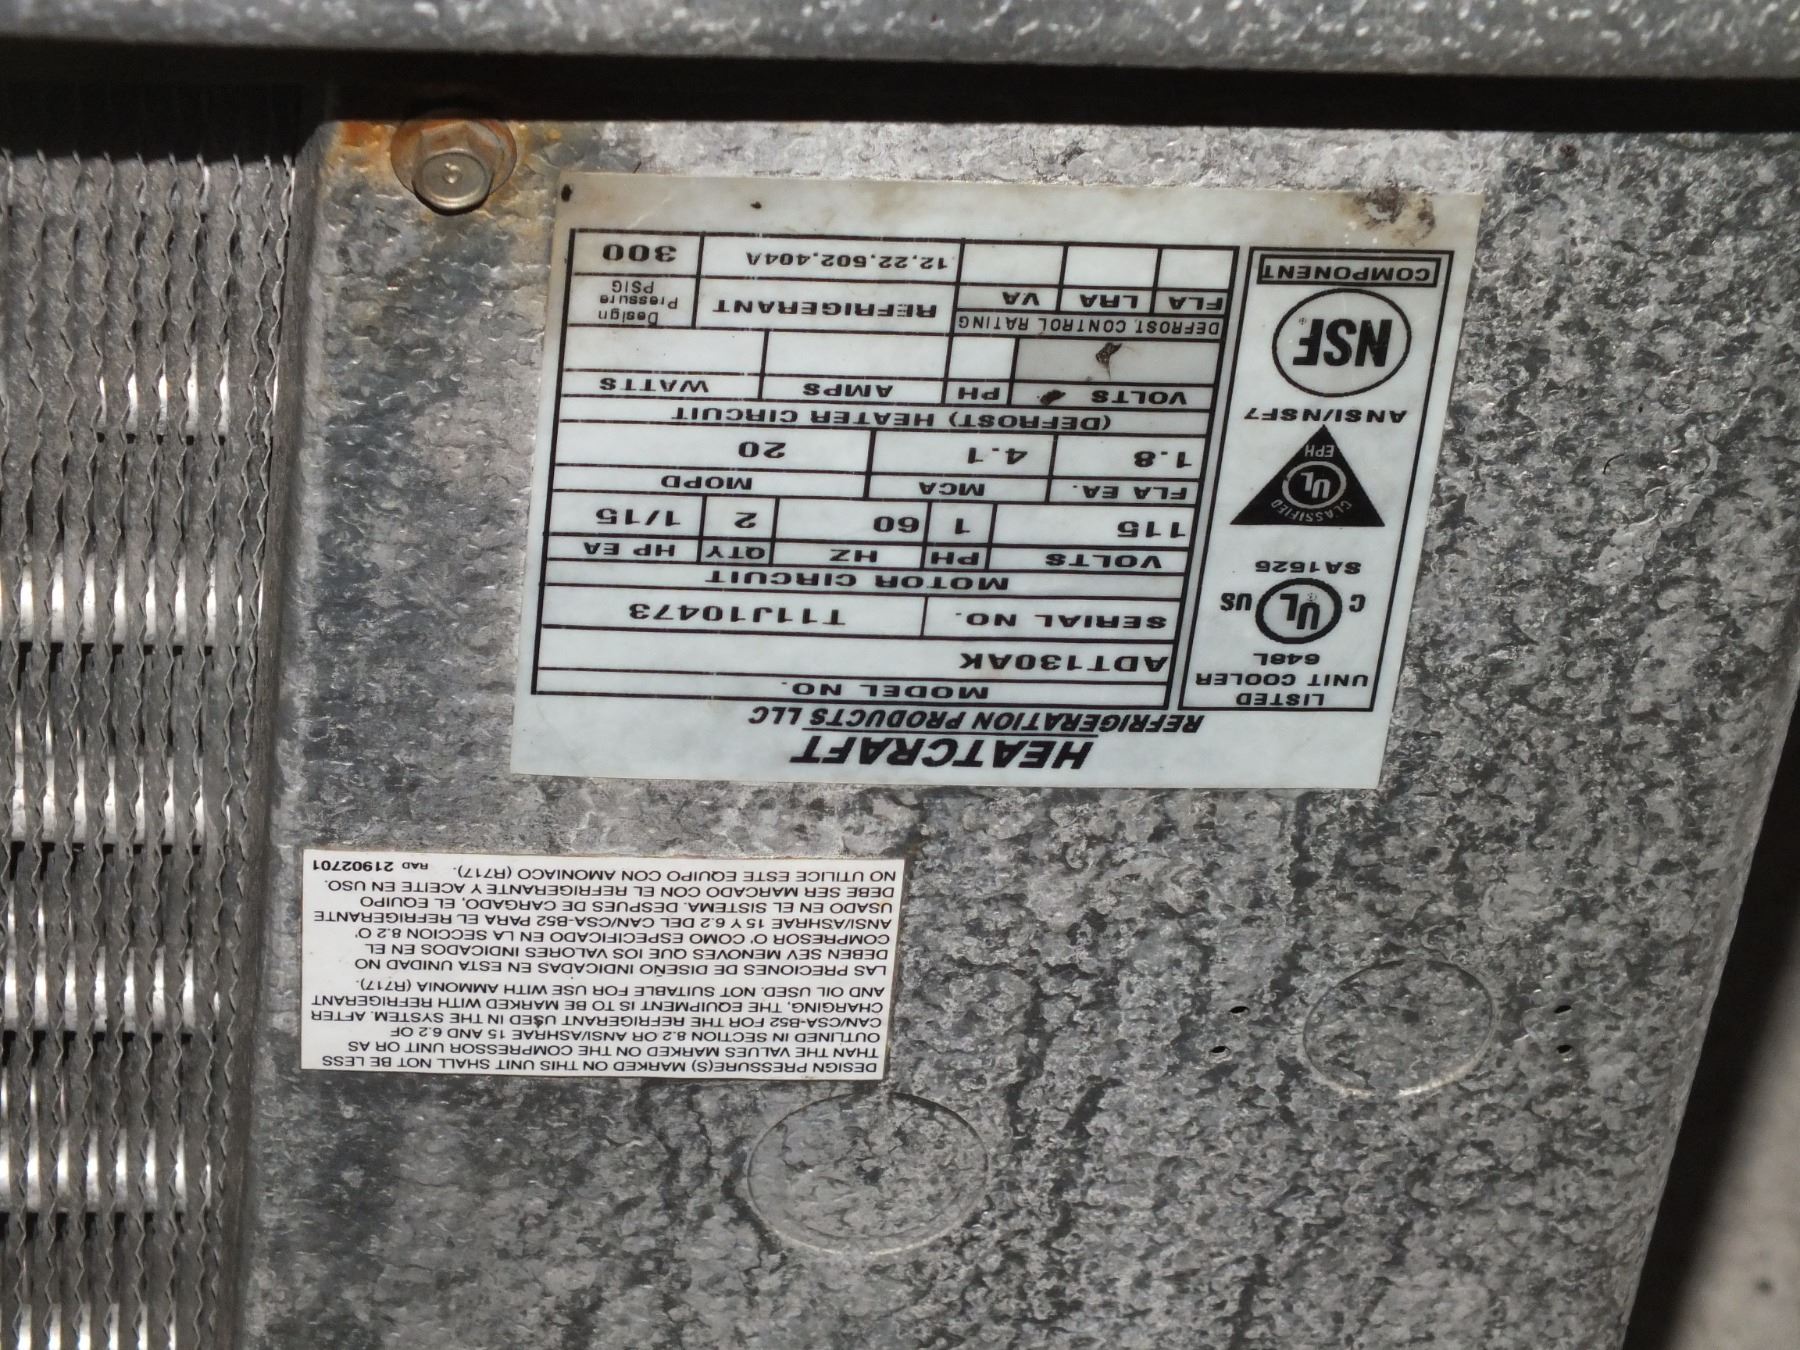 HEATCRAFT
REFRIGERATION PRODUCTS LLC
MODEL NO.
ADT130AK
SERIAL NO. T11J10473
MOTOR CIRCUIT
VOLTS PH HZ QTY HP EA
115 1 60 2 1/15
FLA EA. MCA MOPD
1.8 4.1 20
(DEFROST) HEATER CIRCUIT
VOLTS PH AMPS WATTS
DEFROST CONTROL RATING
FLA LRA VA
REFRIGERANT
12,22,502,404A
Design
Pressure
PSIG
300
LISTED
UNIT COOLER
648L
C UL US
SA1525
CLASSIFIED
UL
EPH
ANSI/NSF7
NSF®
COMPONENT
DESIGN PRESSURE(S) MARKED ON THIS UNIT SHALL NOT BE LESS
THAN THE VALUES MARKED ON THE COMPRESSOR UNIT OR AS
OUTLINED IN SECTION 8.2 OR ANSI/ASHRAE 15 AND 6.2 OF
CAN/CSA-B52 FOR THE REFRIGERANT USED IN THE SYSTEM. AFTER
CHARGING, THE EQUIPMENT IS TO BE MARKED WITH REFRIGERANT
AND OIL USED. NOT SUITABLE FOR USE WITH AMMONIA (R717).
LAS PRECIONES DE DISEÑO INDICADAS EN ESTA UNIDAD NO
DEBEN SEV MENOVES QUE IOS VALORES INDICADOS EN EL
COMPRESOR O' COMO ESPECIFICADO EN LA SECCION 8.2 O'
ANSI/ASHRAE 15 Y 6.2 DEL CAN/CSA-B52 PARA EL REFRIGERANTE
USADO EN EL SISTEMA. DESPUES DE CARGADO, EL EQUIPO
DEBE SER MARCADO CON EL REFRIGERANTE Y ACEITE EN USO.
NO UTILICE ESTE EQUIPO CON AMONIACO (R717). RAD 21902701